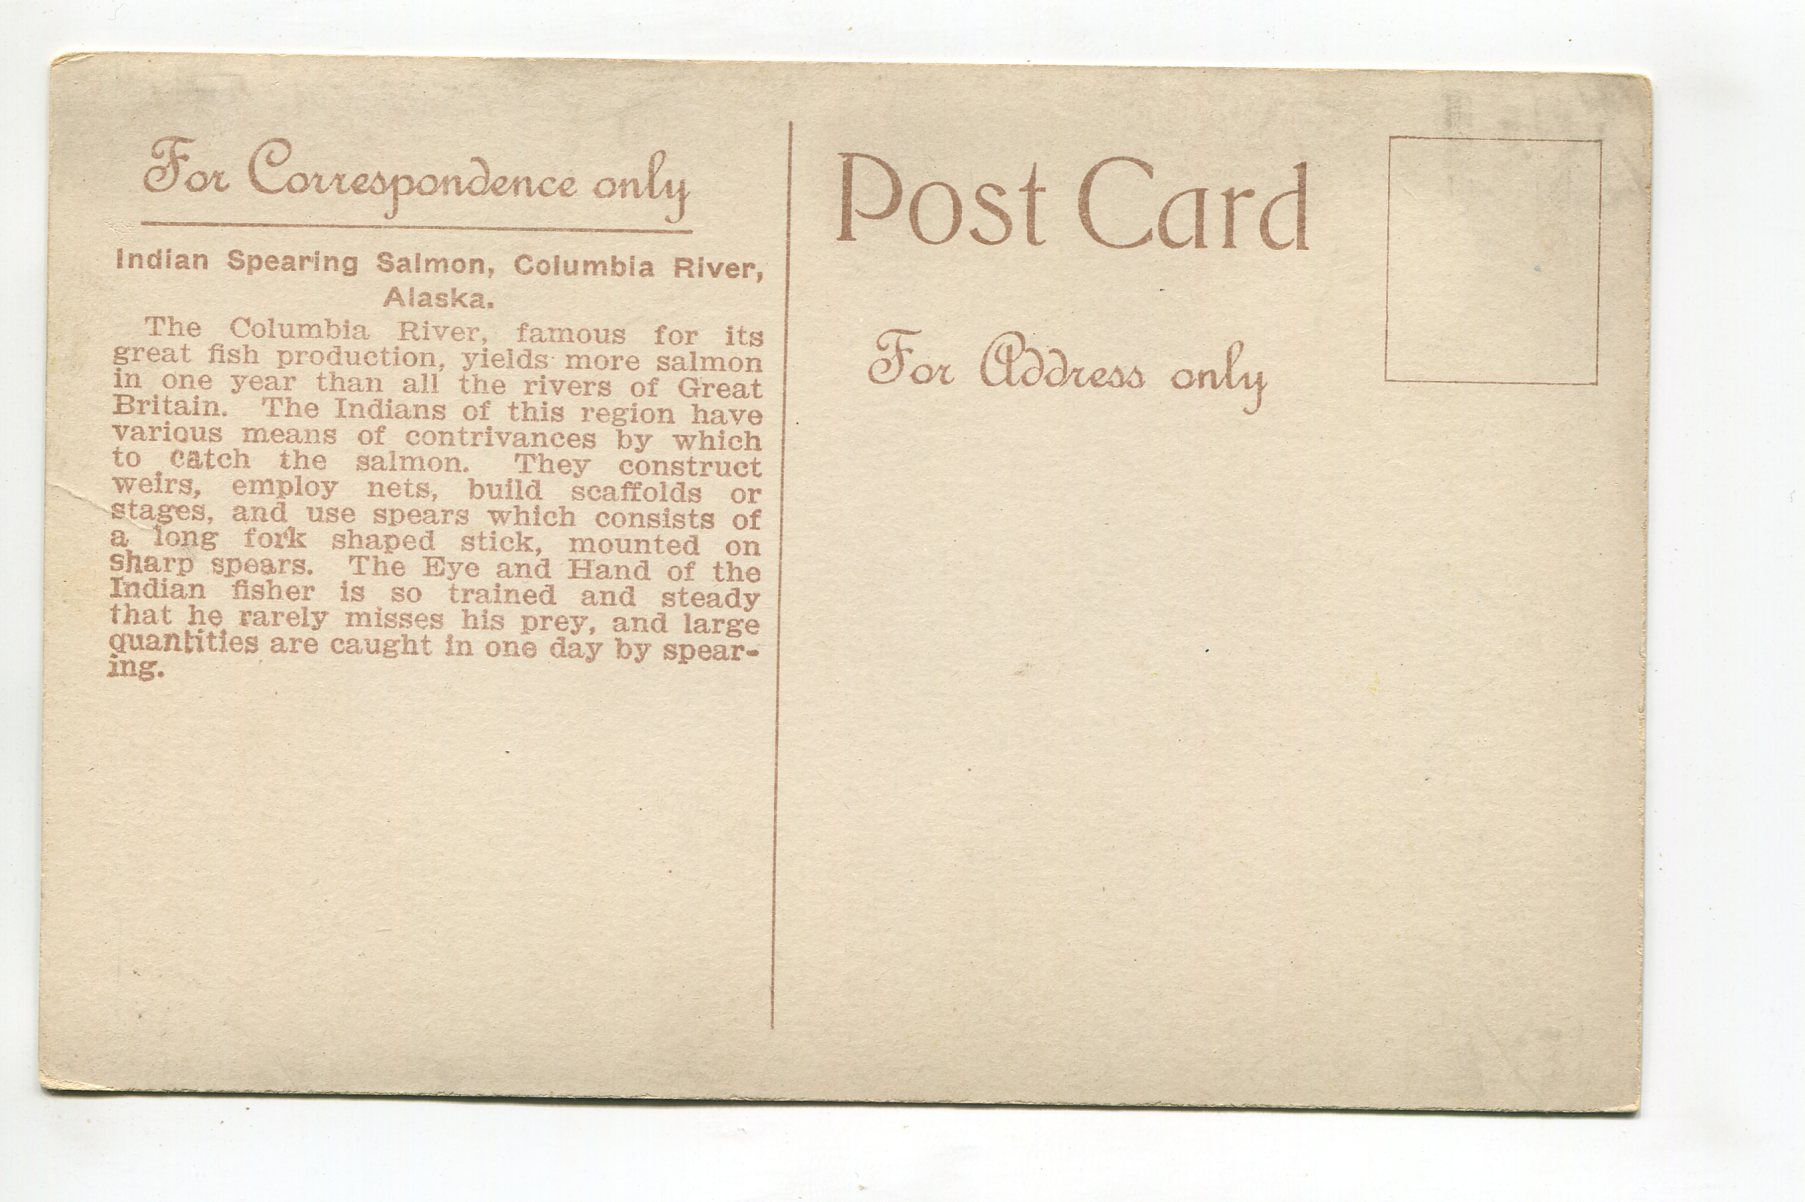 For Correspondence only
Indian Spearing Salmon, Columbia River,
Alaska.
The Columbia River, famous for its
great fish production, yields more salmon
in one year than all the rivers of Great
Britain. The Indians of this region have
various means of contrivances by which
to catch the salmon. They construct
weirs, employ nets, build scaffolds or
stages, and use spears which consists of
a long fork shaped stick, mounted on
sharp spears. The Eye and Hand of the
Indian fisher is so trained and steady
that he rarely misses his prey, and large
quantities are caught in one day by spear-
ing.
Post Card
For Address only